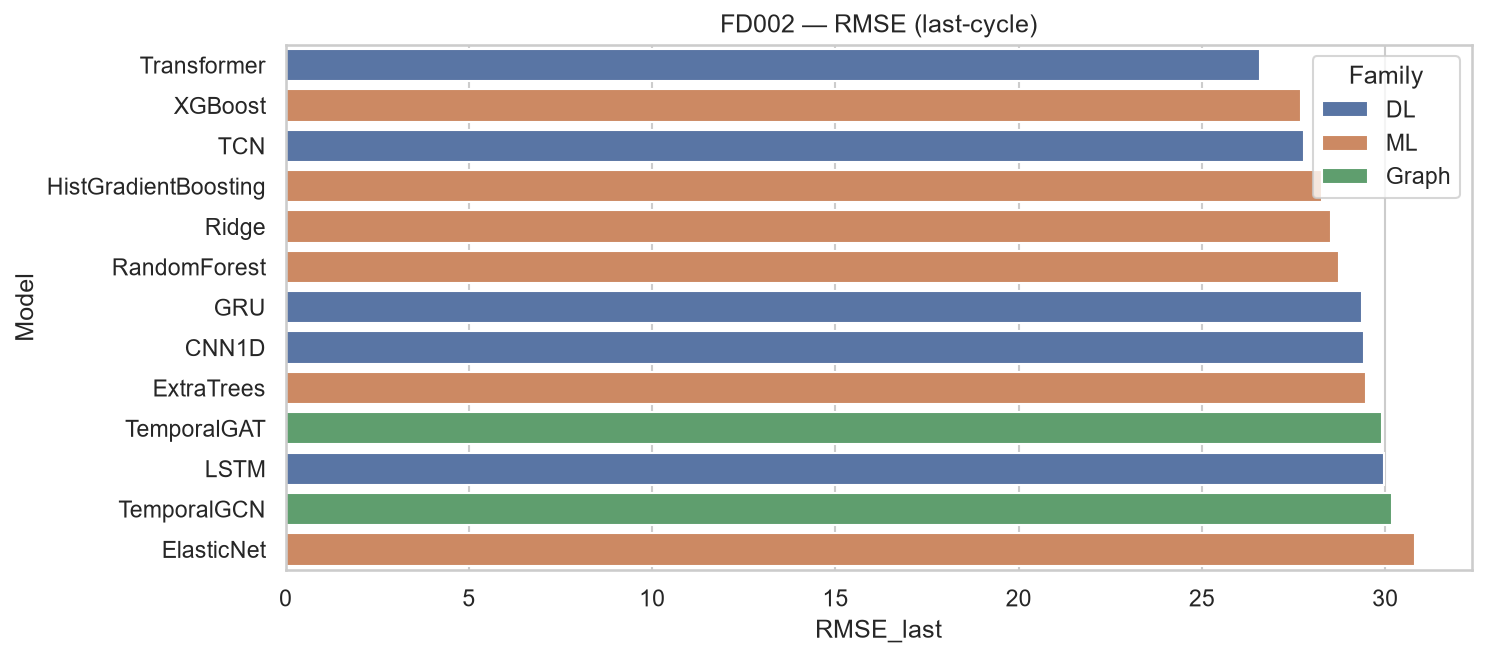 FD002 — RMSE (last-cycle)
Transformer
XGBoost
TCN
HistGradientBoosting
Ridge
RandomForest
GRU
CNN1D
ExtraTrees
TemporalGAT
LSTM
TemporalGCN
ElasticNet
Model
Family
DL
ML
Graph
0 5 10 15 20 25 30
RMSE_last